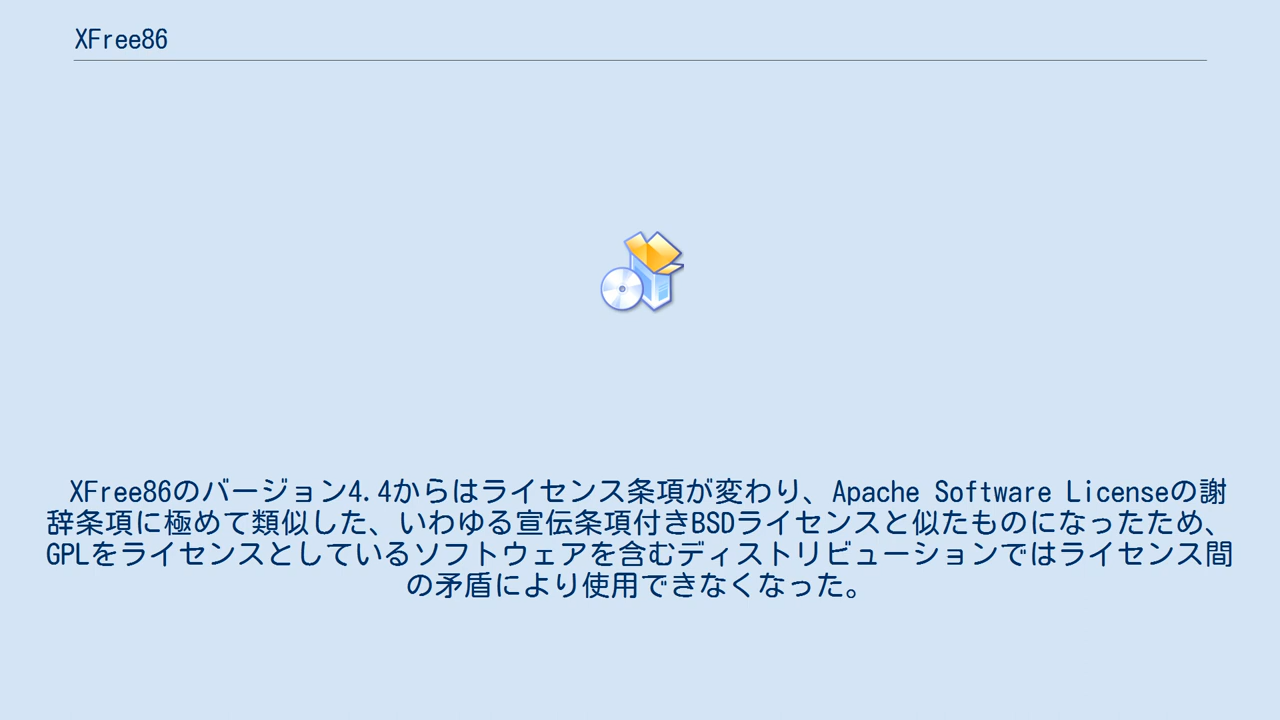 XFree86
XFree86のバージョン4.4からはライセンス条項が変わり、Apache Software Licenseの謝
辞条項に極めて類似した、いわゆる宣伝条項付きBSDライセンスと似たものになったため、
GPLをライセンスとしているソフトウェアを含むディストリビューションではライセンス間
の矛盾により使用できなくなった。